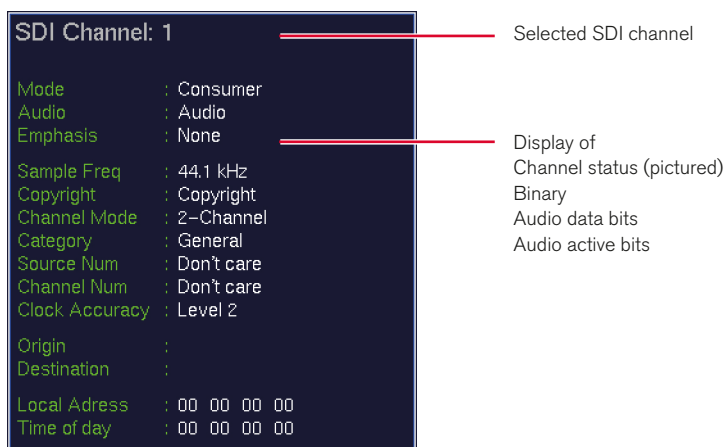 SDI Channel: 1
Mode : Consumer
Audio : Audio
Emphasis : None
Sample Freq : 44.1 kHz
Copyright : Copyright
Channel Mode : 2-Channel
Category : General
Source Num : Don't care
Channel Num : Don't care
Clock Accuracy : Level 2
Origin :
Destination :
Local Adress : 00 00 00 00
Time of day : 00 00 00 00
Selected SDI channel
Display of
Channel status (pictured)
Binary
Audio data bits
Audio active bits